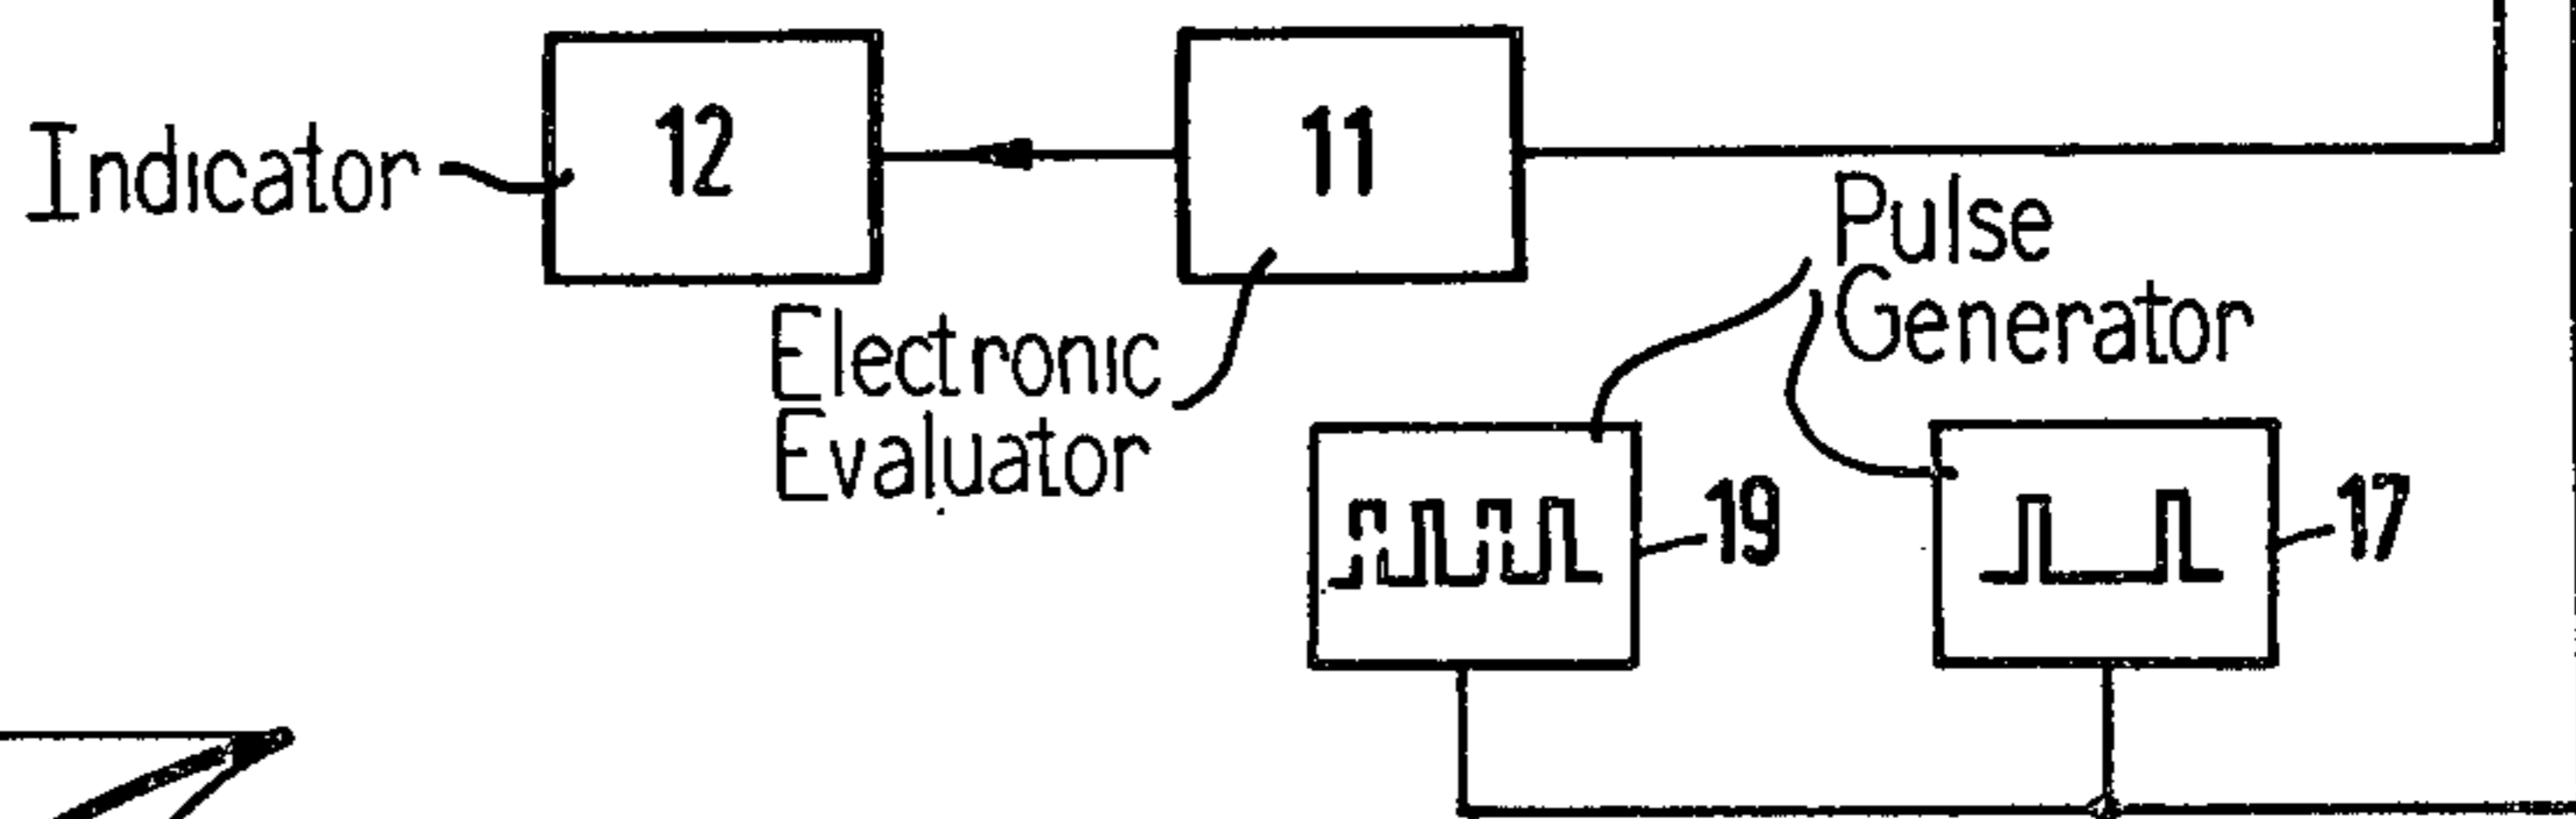 Indicator
12
11
Electronic
Evaluator
Pulse
Generator
19
17